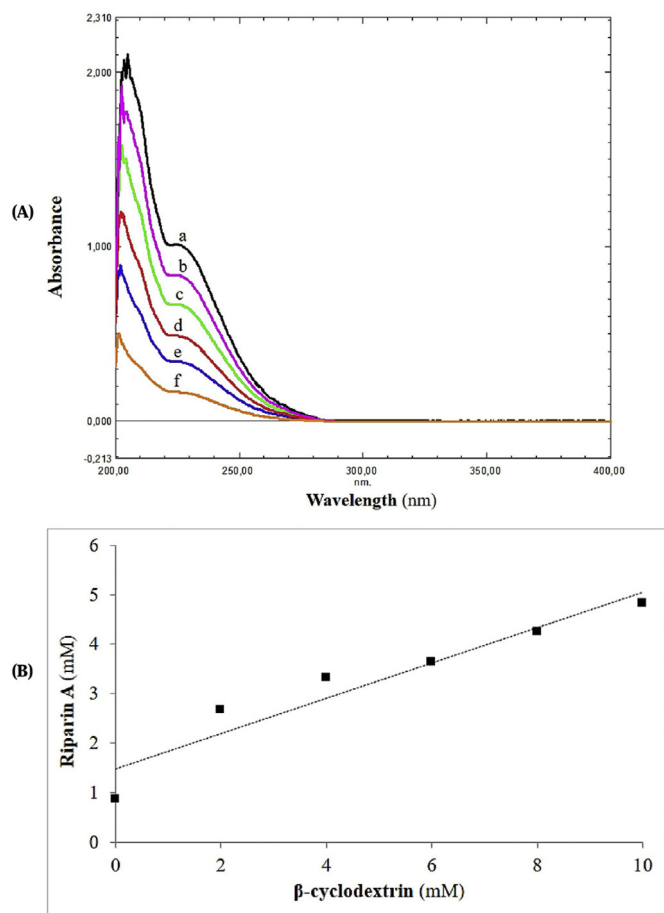 2,310
2,000
(A)
Absorbance
a
b
1,000
c
d
e
f
0,000
-0,213
200,00 250,00 300,00 350,00 400,00
nm.
Wavelength (nm)
6
5
4
(B)
Riparin A (mM)
3
2
1
0
0 2 4 6 8 10
β-cyclodextrin (mM)